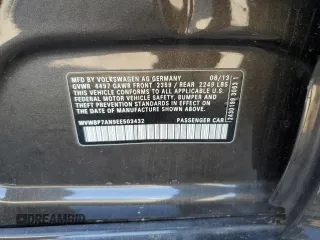 MFD BY VOLKSWAGEN AG GERMANY 06/13
GVWR 4497 GAWR FRONT 2359 / REAR 2249 LBS
THIS VEHICLE CONFORMS TO ALL APPLICABLE
FEDERAL MOTOR VEHICLE SAFETY, BUMPER, AND
THEFT PREVENTION STANDARDS IN EFFECT ON THE
DATE OF MANUFACTURE SHOWN ABOVE.
WVWBP7AN9EE503432 PASSENGER CAR
DREAMBID